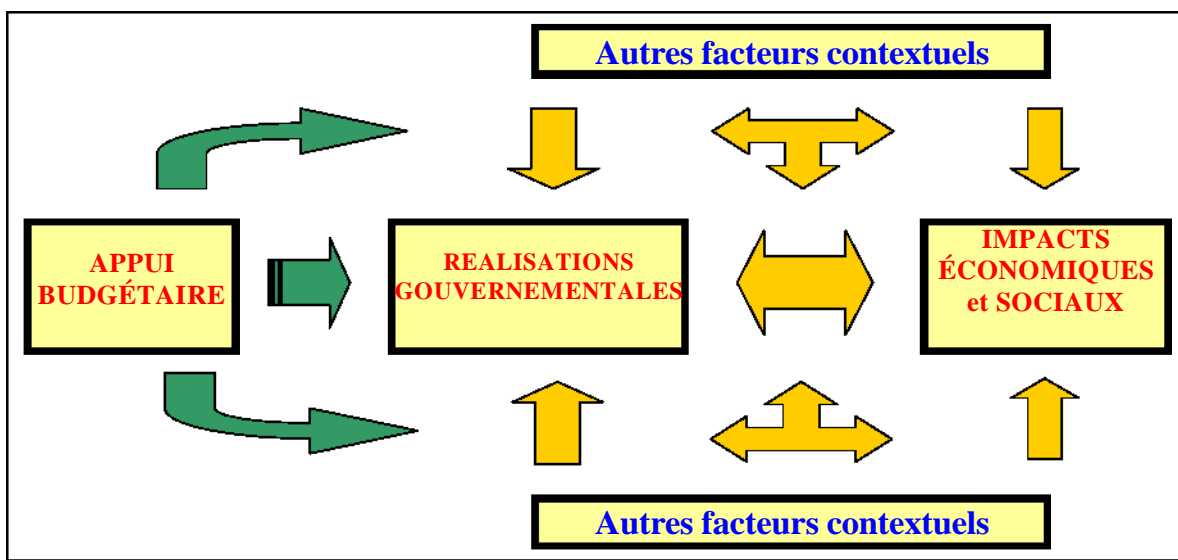 Autres facteurs contextuels
APPUI
BUDGÉTAIRE
REALISATIONS
GOUVERNEMENTALES
IMPACTS
ÉCONOMIQUES
et SOCIAUX
Autres facteurs contextuels